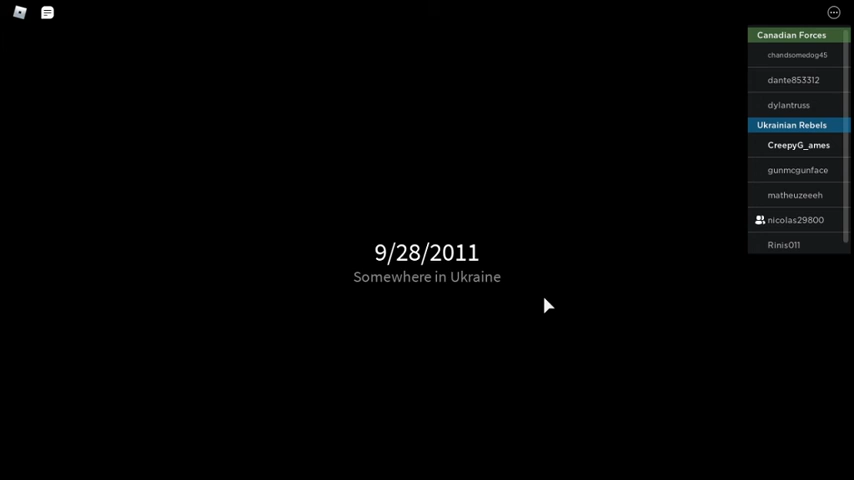 Canadian Forces
chandsomedog45
dante853312
dylantruss
Ukrainian Rebels
CreepyG_ames
gunmcgunface
matheuzeeeh
nicolas29800
Rinis011
9/28/2011
Somewhere in Ukraine